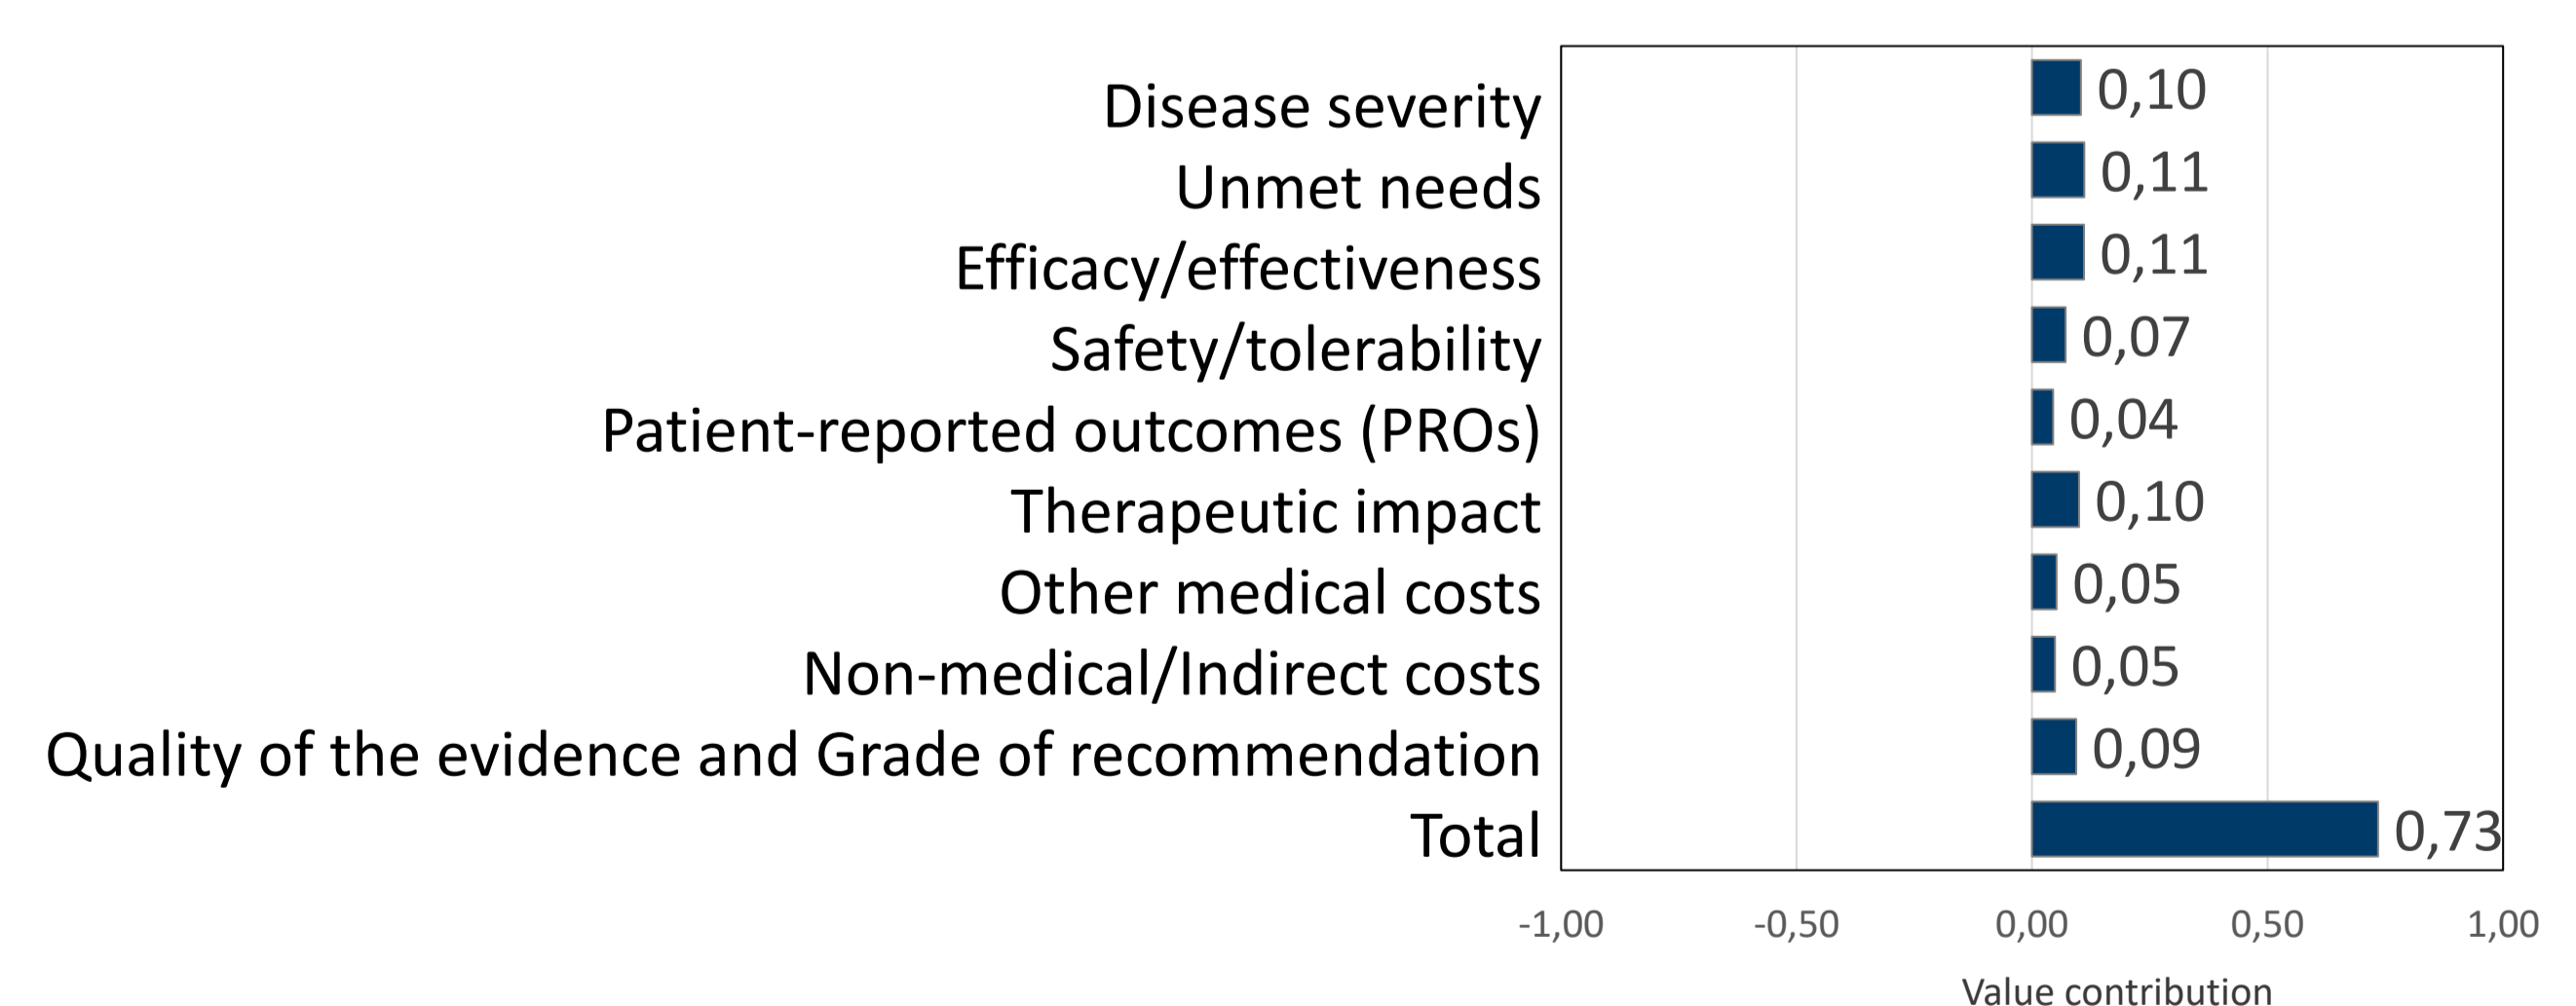 Disease severity 0,10
Unmet needs 0,11
Efficacy/effectiveness 0,11
Safety/tolerability 0,07
Patient-reported outcomes (PROs) 0,04
Therapeutic impact 0,10
Other medical costs 0,05
Non-medical/Indirect costs 0,05
Quality of the evidence and Grade of recommendation 0,09
Total 0,73
-1,00 -0,50 0,00 0,50 1,00
Value contribution